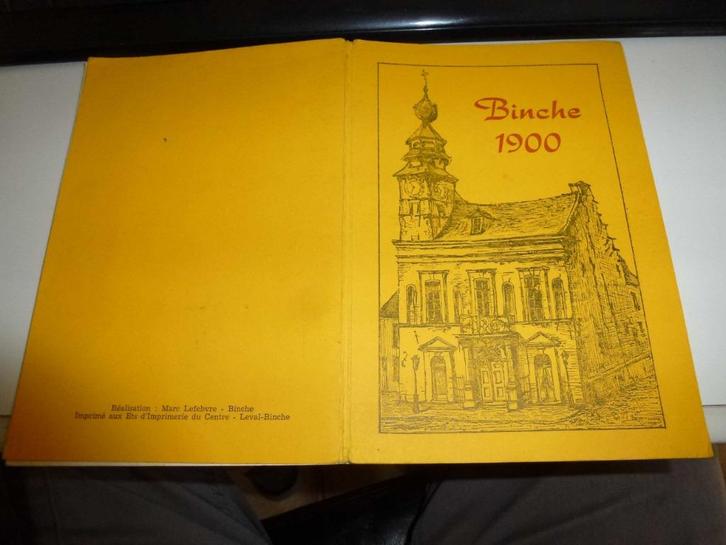 Binche
1900
Réalisation : Marc Lefebvre - Binche
Imprimé aux Ets d'Imprimerie du Centre - Leval-Binche